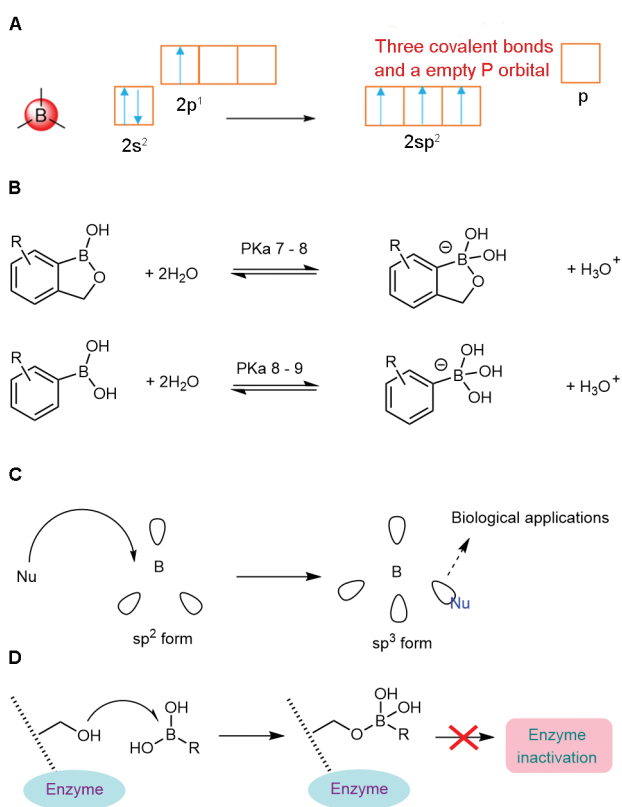 A
Three covalent bonds
and a empty P orbital
B
2s²
2p¹
2sp²
p
B
R
OH
B
O
+ 2H₂O
PKa 7 - 8
R
⊖
OH
B
OH
O
+ H₃O⁺
R
OH
B
OH
+ 2H₂O
PKa 8 - 9
R
⊖
OH
B
OH
OH
+ H₃O⁺
C
Nu
B
sp² form
B
Nu
sp³ form
Biological applications
D
OH
OH
HO
B
R
Enzyme
O
OH
B
OH
R
Enzyme
Enzyme
inactivation